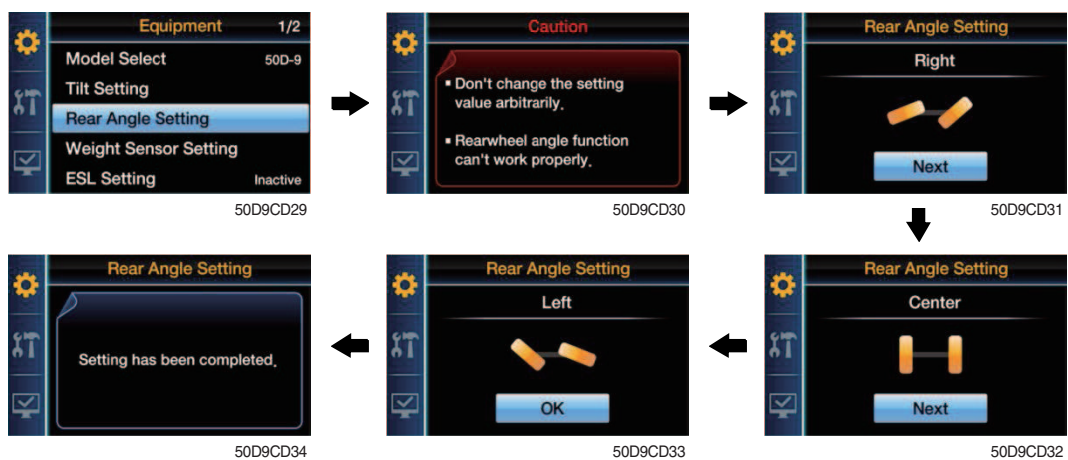 Equipment 1/2
Model Select 50D-9
Tilt Setting
Rear Angle Setting
Weight Sensor Setting
ESL Setting Inactive
50D9CD29
Caution
▪ Don't change the setting
value arbitrarily.
▪ Rearwheel angle function
can't work properly.
50D9CD30
Rear Angle Setting
Right
Next
50D9CD31
Rear Angle Setting
Center
Next
50D9CD32
Rear Angle Setting
Left
OK
50D9CD33
Rear Angle Setting
Setting has been completed.
50D9CD34